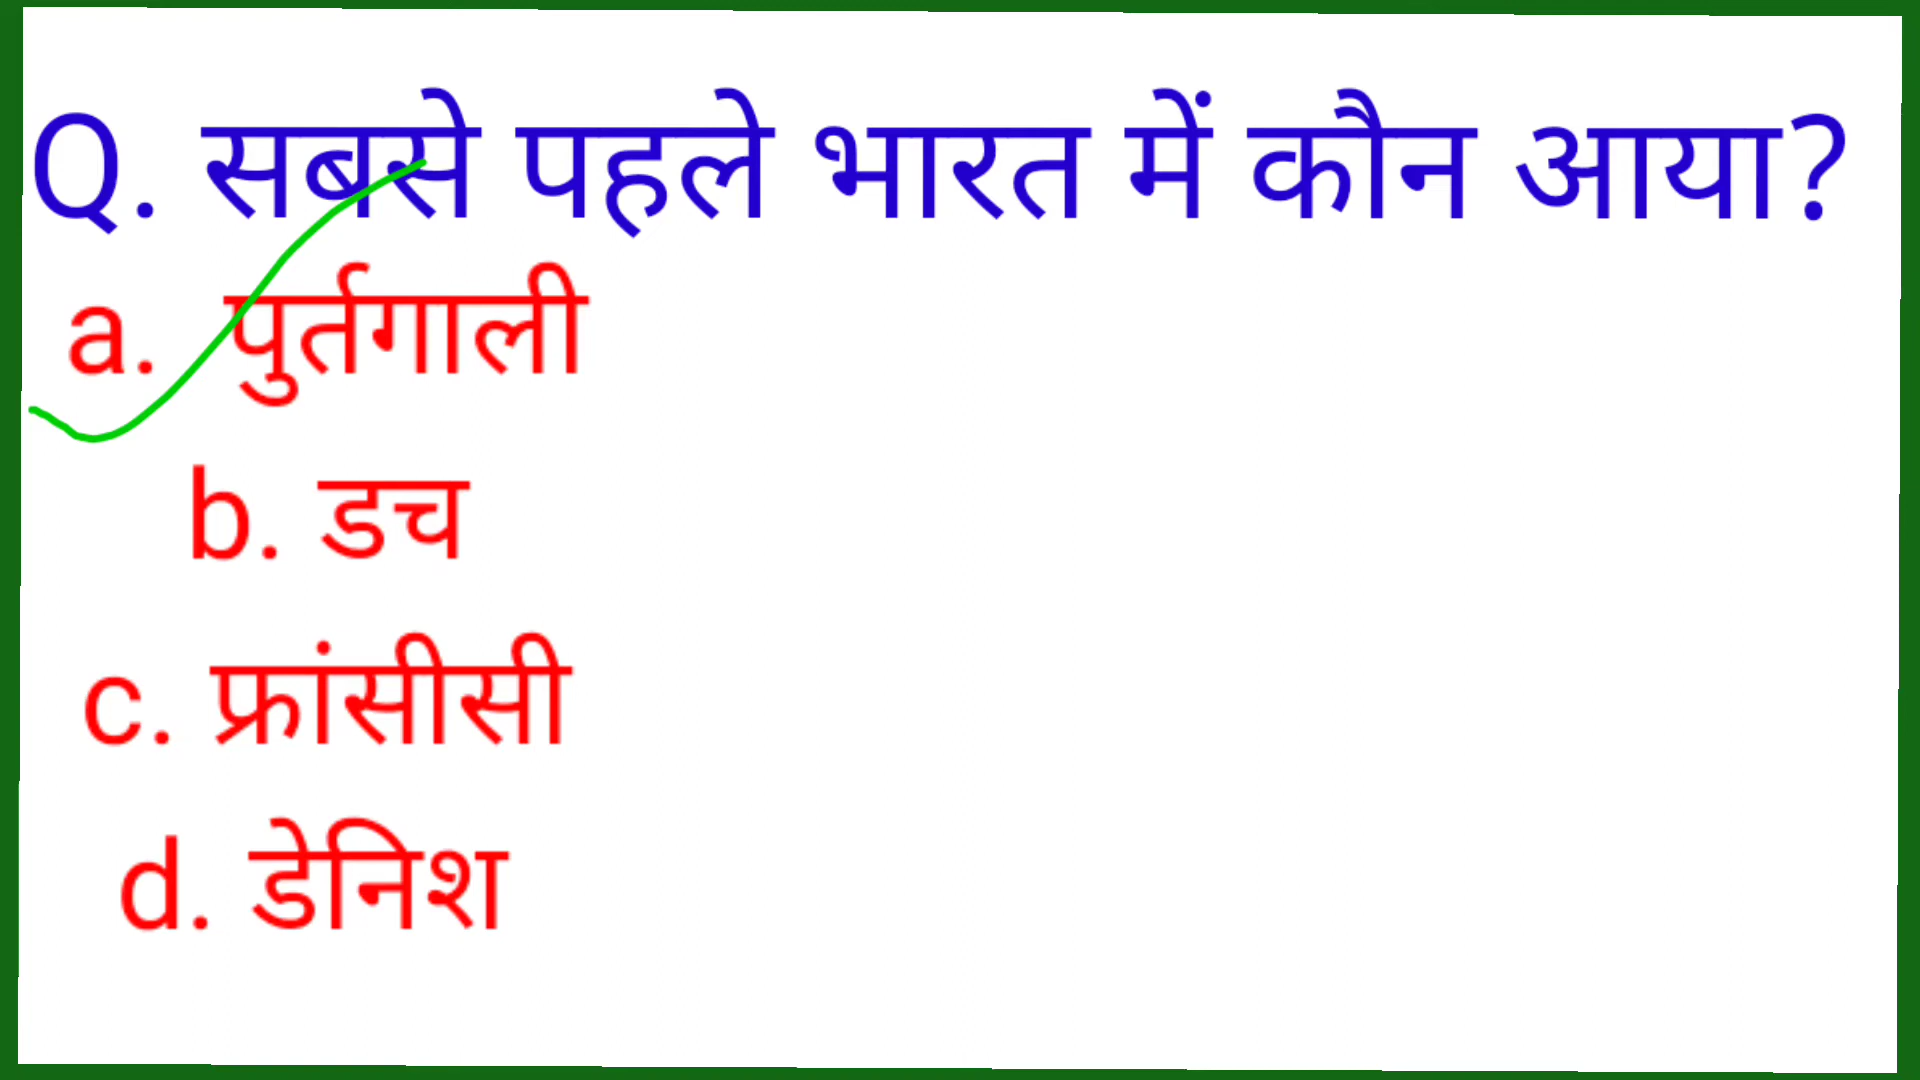 Q. सबसे पहले भारत में कौन आया?
a. पुर्तगाली
b. डच
c. फ्रांसीसी
d. डेनिश